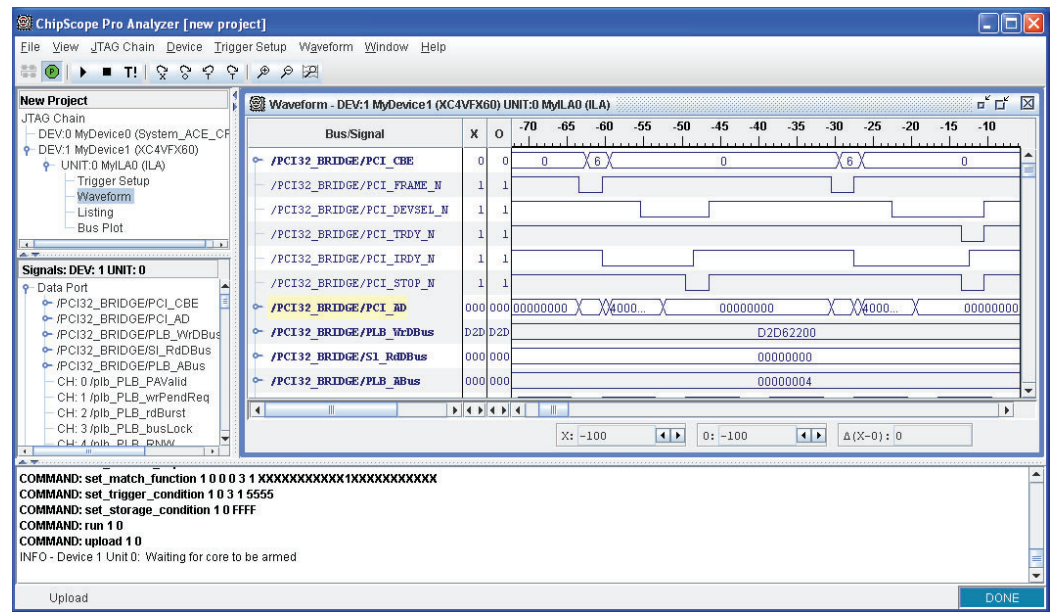 ChipScope Pro Analyzer [new project]
File View JTAG Chain Device Trigger Setup Waveform Window Help
T!
New Project
JTAG Chain
DEV:0 MyDevice0 (System_ACE_CF
DEV:1 MyDevice1 (XC4VFX60)
UNIT:0 MyILA0 (ILA)
Trigger Setup
Waveform
Listing
Bus Plot
Signals: DEV: 1 UNIT: 0
Data Port
/PCI32_BRIDGE/PCI_CBE
/PCI32_BRIDGE/PCI_AD
/PCI32_BRIDGE/PLB_WrDBus
/PCI32_BRIDGE/Sl_RdDBus
/PCI32_BRIDGE/PLB_ABus
CH: 0 /plb_PLB_PAValid
CH: 1 /plb_PLB_wrPendReq
CH: 2 /plb_PLB_rdBurst
CH: 3 /plb_PLB_busLock
CH: 4 /plb_PLB_RNW
Waveform - DEV:1 MyDevice1 (XC4VFX60) UNIT:0 MyILA0 (ILA)
Bus/Signal X O -70 -65 -60 -55 -50 -45 -40 -35 -30 -25 -20 -15 -10
/PCI32_BRIDGE/PCI_CBE 0 0 0 6 0 6 0
/PCI32_BRIDGE/PCI_FRAME_N 1 1
/PCI32_BRIDGE/PCI_DEVSEL_N 1 1
/PCI32_BRIDGE/PCI_TRDY_N 1 1
/PCI32_BRIDGE/PCI_IRDY_N 1 1
/PCI32_BRIDGE/PCI_STOP_N 1 1
/PCI32_BRIDGE/PCI_AD 000 000 00000000 4000... 00000000 4000... 00000000
/PCI32_BRIDGE/PLB_WrDBus D2D D2D D2D62200
/PCI32_BRIDGE/Sl_RdDBus 000 000 00000000
/PCI32_BRIDGE/PLB_ABus 000 000 00000004
X: -100 O: -100 Δ(X-O): 0
COMMAND: set_match_function 1 0 0 0 3 1 XXXXXXXXXXX1XXXXXXXXXXX
COMMAND: set_trigger_condition 1 0 3 1 5555
COMMAND: set_storage_condition 1 0 FFFF
COMMAND: run 1 0
COMMAND: upload 1 0
INFO - Device 1 Unit 0: Waiting for core to be armed
Upload DONE